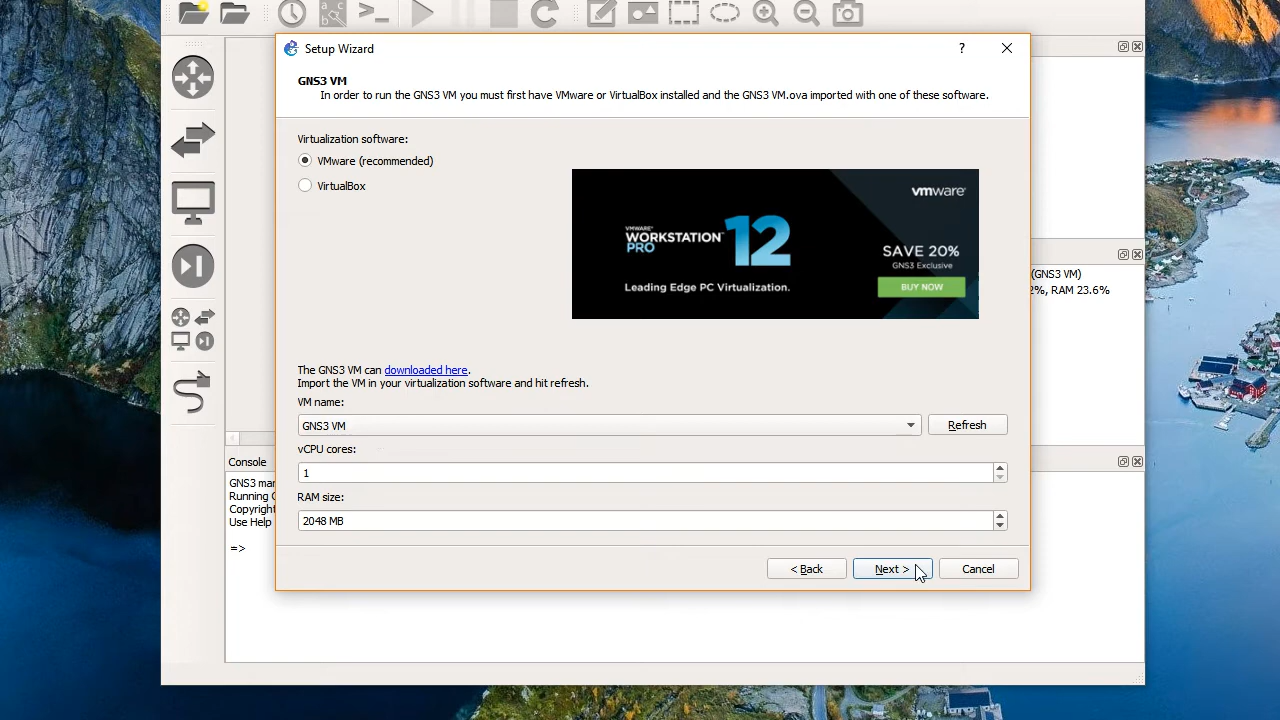 Setup Wizard
?
GNS3 VM
In order to run the GNS3 VM you must first have VMware or VirtualBox installed and the GNS3 VM.ova imported with one of these software.
Virtualization software:
VMware (recommended)
VirtualBox
vmware
VMWARE
WORKSTATION 12
PRO
Leading Edge PC Virtualization.
SAVE 20%
GNS3 Exclusive
BUY NOW
(GNS3 VM)
2%, RAM 23.6%
The GNS3 VM can downloaded here.
Import the VM in your virtualization software and hit refresh.
VM name:
GNS3 VM
Refresh
vCPU cores:
1
RAM size:
2048 MB
< Back
Next >
Cancel
Console
GNS3 mar
Running
Copyright
Use Help
=>